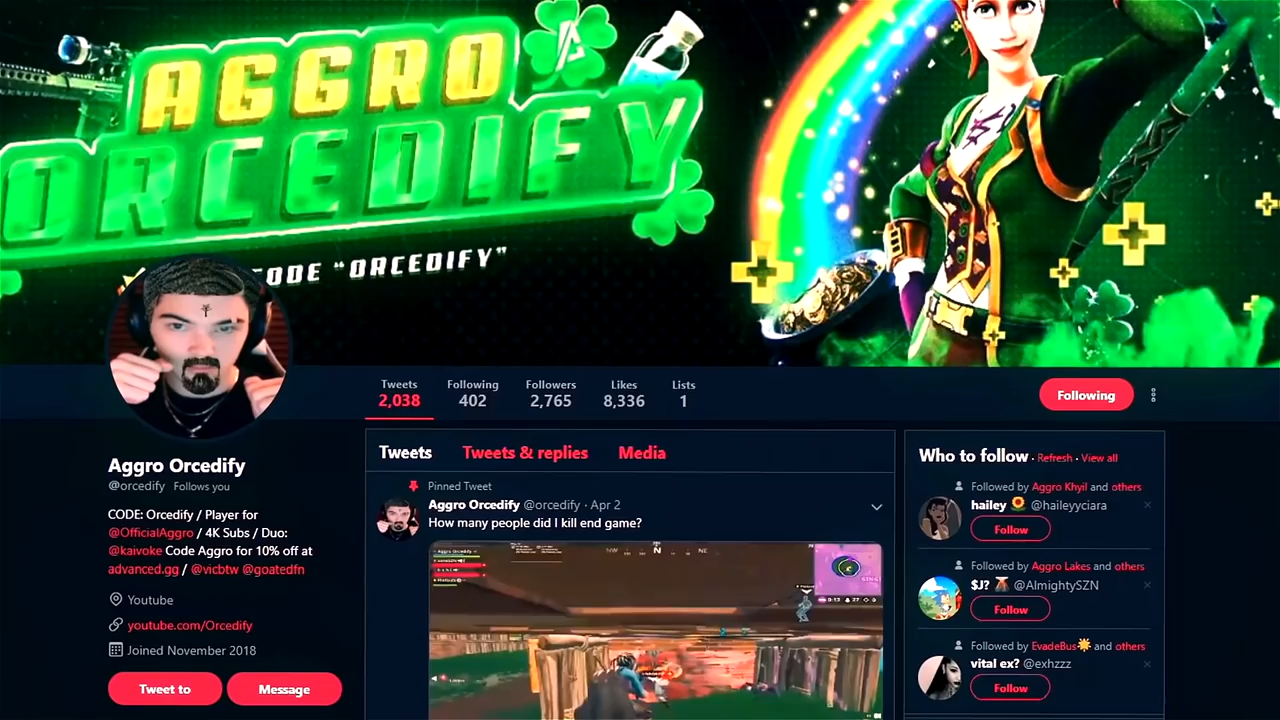 AGGRO
ORCEDIFY
CODE "ORCEDIFY"
Tweets
2,038
Following
402
Followers
2,765
Likes
8,336
Lists
1
Following
Aggro Orcedify
@orcedify Follows you
CODE: Orcedify / Player for
@OfficialAggro / 4K Subs / Duo:
@kaivoke Code Aggro for 10% off at
advanced.gg / @vicbtw @goatedfn
Youtube
youtube.com/Orcedify
Joined November 2018
Tweet to
Message
Tweets
Tweets & replies
Media
Pinned Tweet
Aggro Orcedify @orcedify · Apr 2
How many people did I kill end game?
NW
N
NE
Who to follow · Refresh · View all
Followed by Aggro Khyil and others
hailey 🌻 @haileyyciara
Follow
Followed by Aggro Lakes and others
$J? @AlmightySZN
Follow
Followed by EvadeBus🌟 and others
vital ex? @exhzzz
Follow